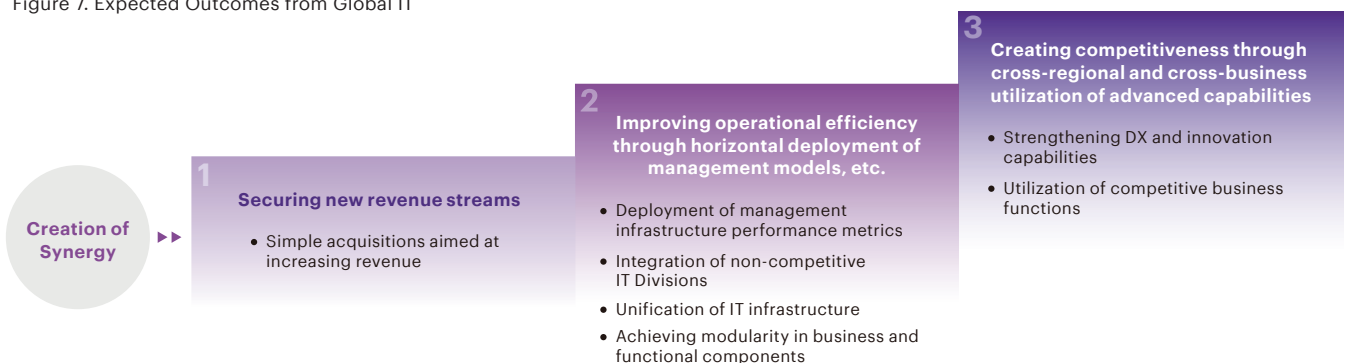 Figure 7. Expected Outcomes from Global IT
Creation of
Synergy
1
Securing new revenue streams
• Simple acquisitions aimed at
increasing revenue
2
Improving operational efficiency
through horizontal deployment of
management models, etc.
• Deployment of management
infrastructure performance metrics
• Integration of non-competitive
IT Divisions
• Unification of IT infrastructure
• Achieving modularity in business and
functional components
3
Creating competitiveness through
cross-regional and cross-business
utilization of advanced capabilities
• Strengthening DX and innovation
capabilities
• Utilization of competitive business
functions